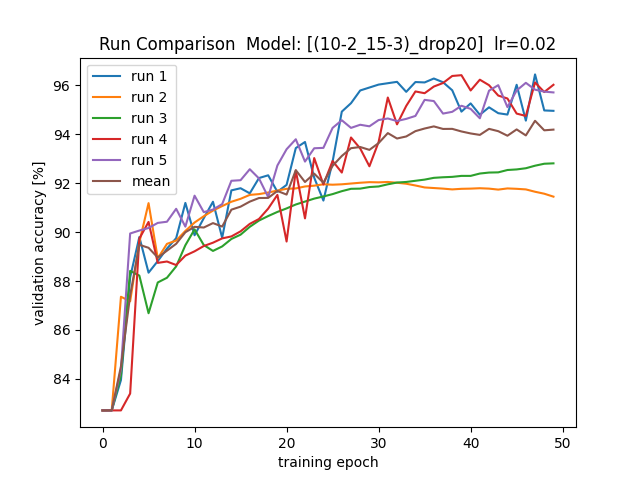 Run Comparison  Model: [(10-2_15-3)_drop20]  lr=0.02
run 1
run 2
run 3
run 4
run 5
mean
validation accuracy [%]
96
94
92
90
88
86
84
0 10 20 30 40 50
training epoch